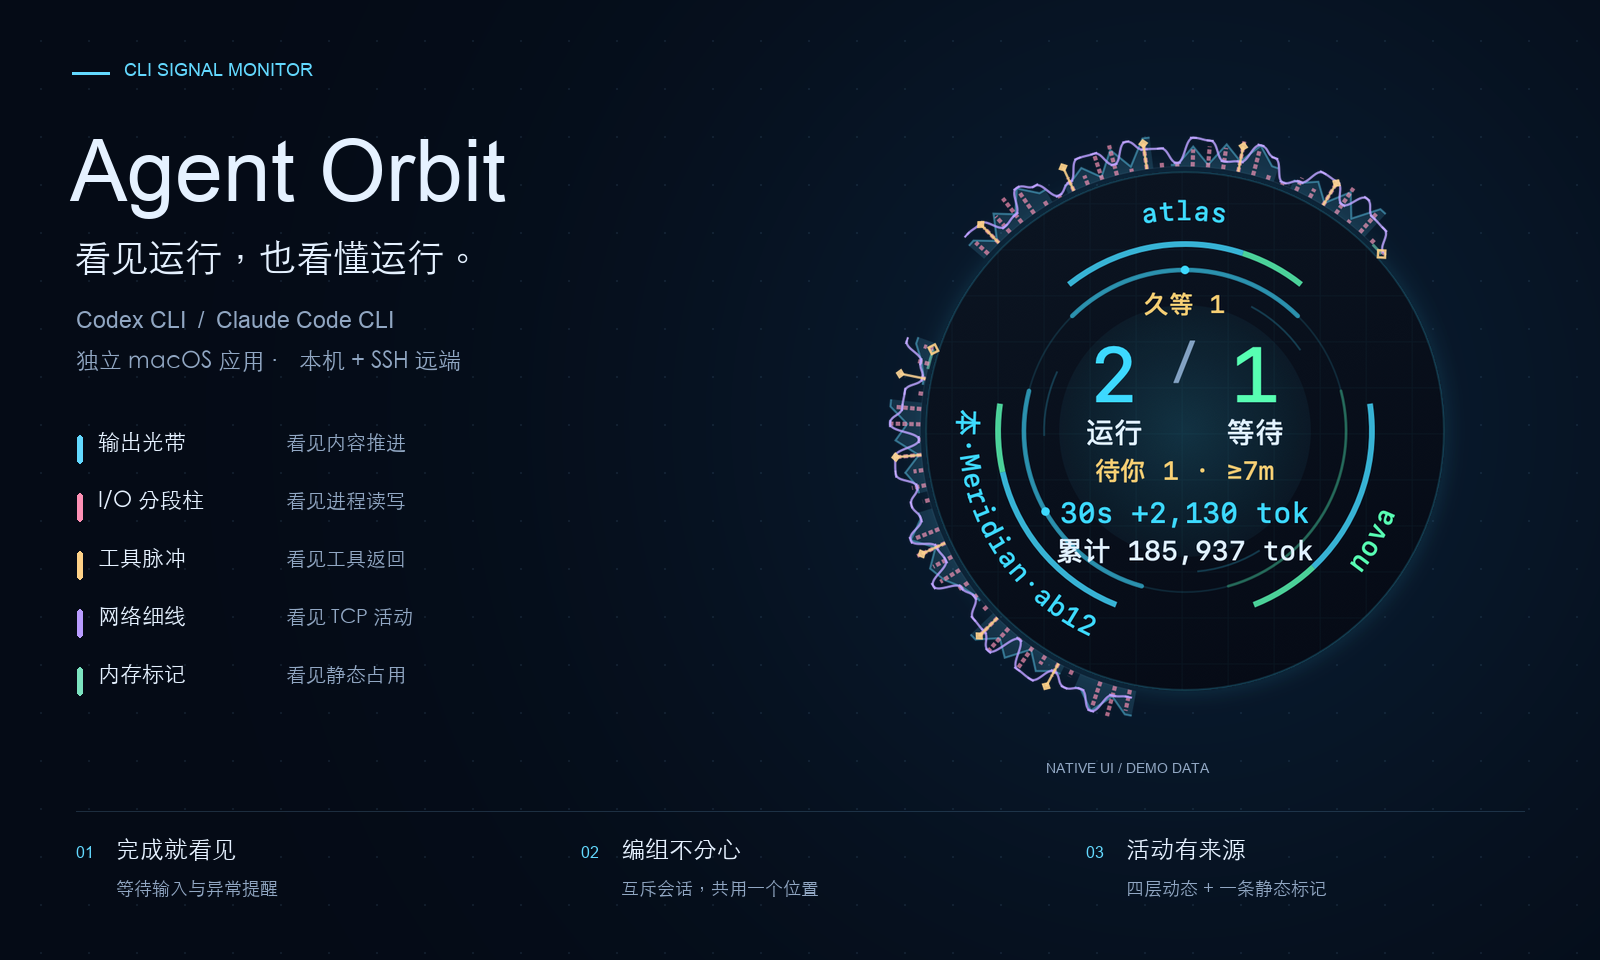 CLI SIGNAL MONITOR
Agent Orbit
看见运行，也看懂运行。
Codex CLI / Claude Code CLI
独立 macOS 应用 · 本机 + SSH 远端
输出光带 看见内容推进
I/O 分段柱 看见进程读写
工具脉冲 看见工具返回
网络细线 看见 TCP 活动
内存标记 看见静态占用
atlas
久等 1
2 / 1
运行 等待
待你 1 · ≥7m
30s +2,130 tok
累计 185,937 tok
Meridian·ab12
nova
NATIVE UI / DEMO DATA
01 完成就看见
等待输入与异常提醒
02 编组不分心
互斥会话，共用一个位置
03 活动有来源
四层动态 + 一条静态标记